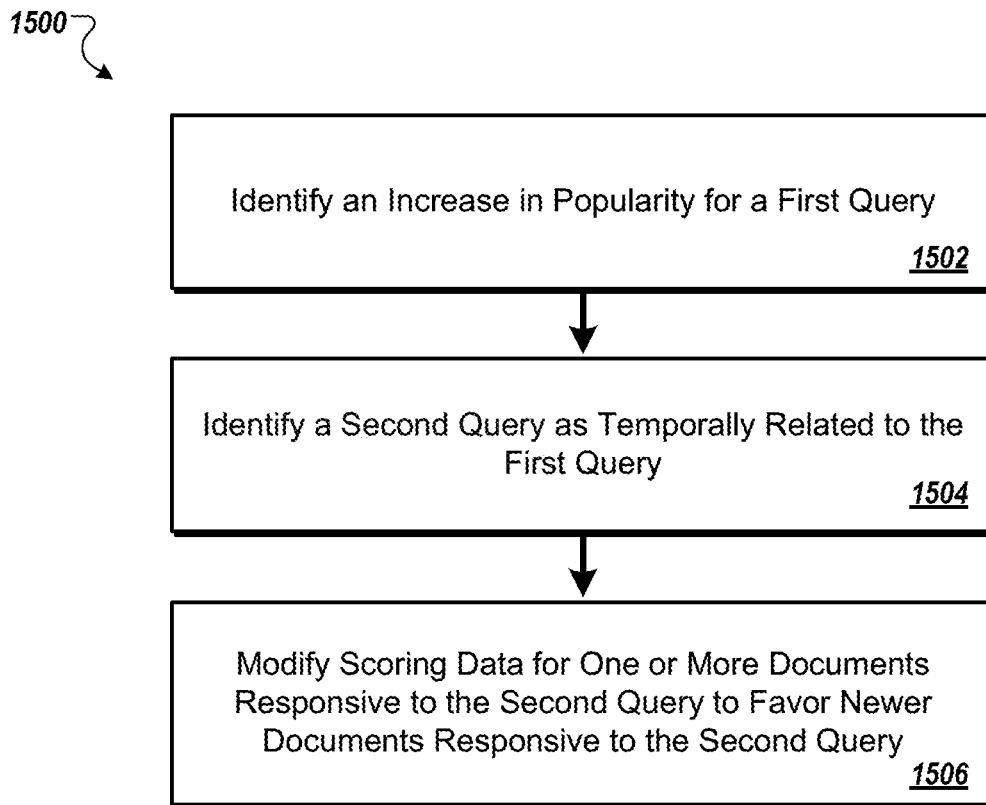 1500
Identify an Increase in Popularity for a First Query
1502
Identify a Second Query as Temporally Related to the
First Query
1504
Modify Scoring Data for One or More Documents
Responsive to the Second Query to Favor Newer
Documents Responsive to the Second Query
1506